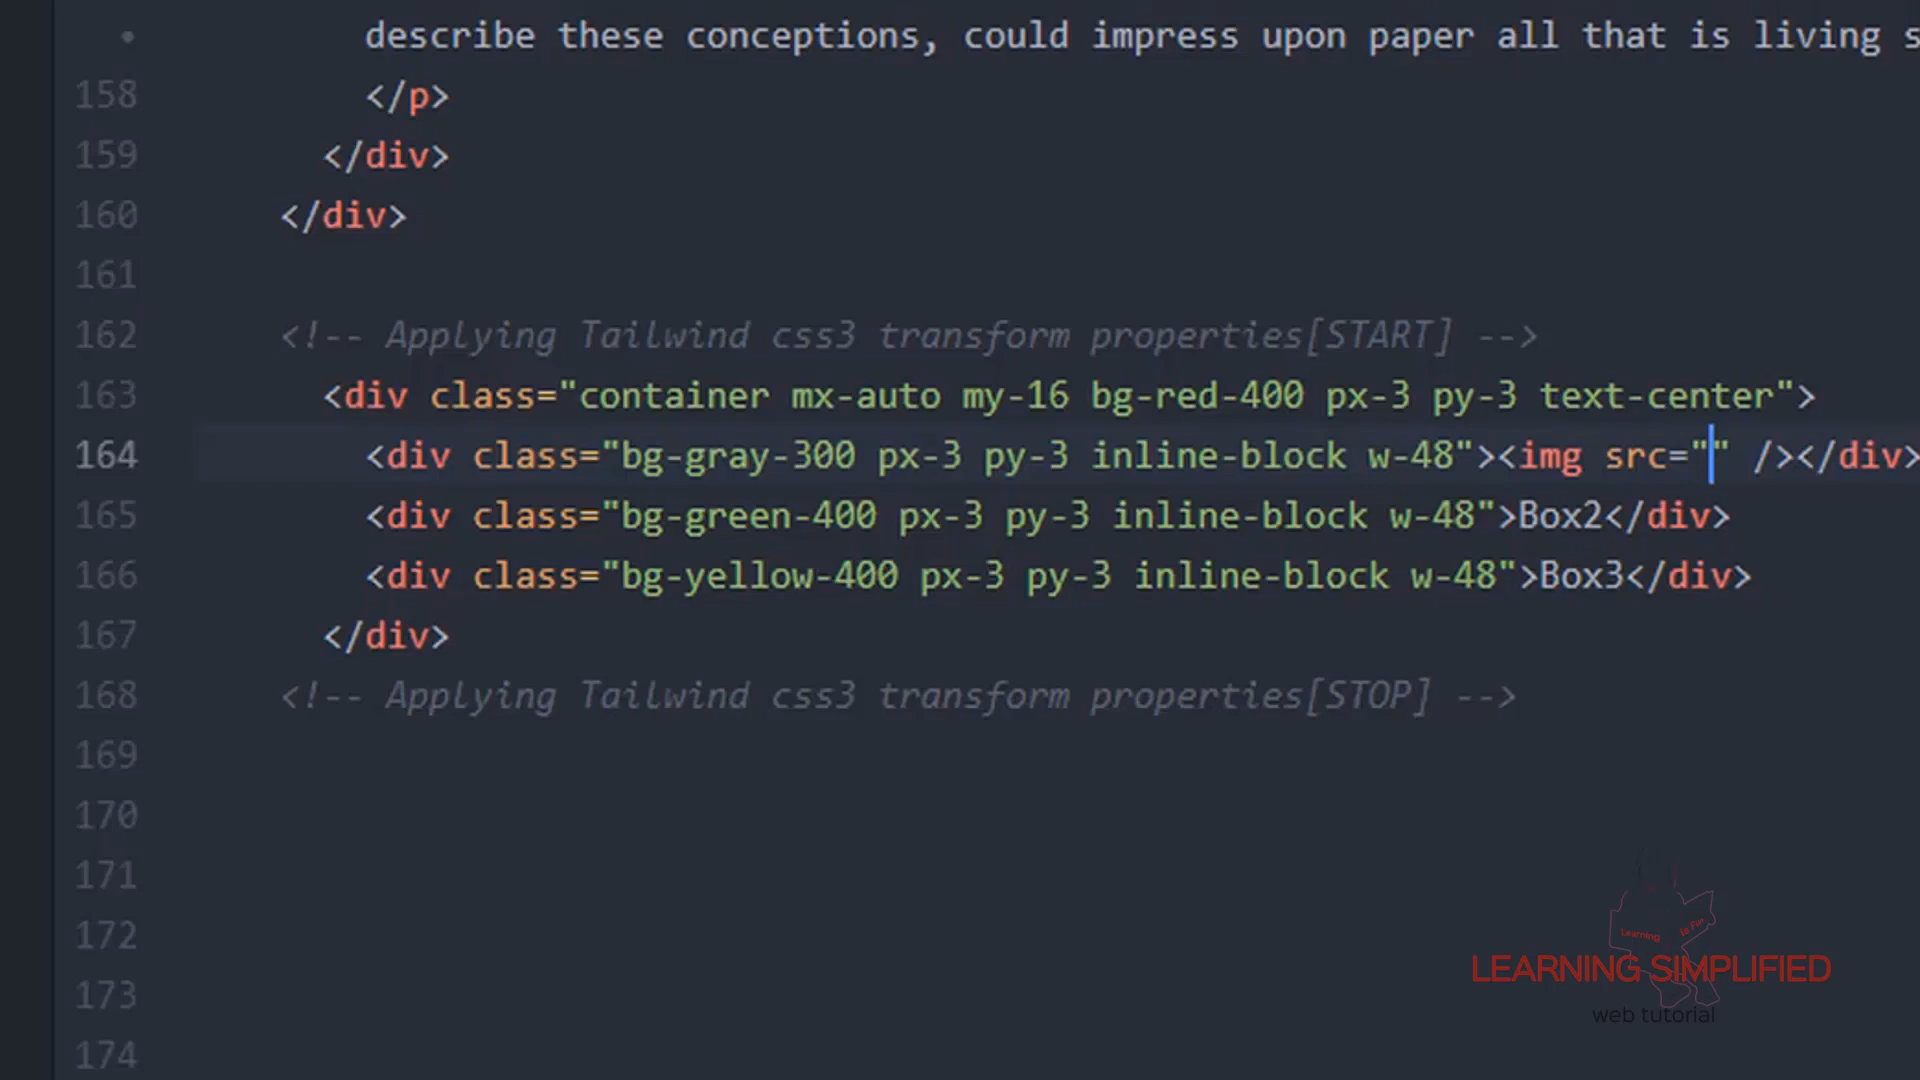 describe these conceptions, could impress upon paper all that is living s
158 </p>
159 </div>
160 </div>
161
162 <!-- Applying Tailwind css3 transform properties[START] -->
163 <div class="container mx-auto my-16 bg-red-400 px-3 py-3 text-center">
164 <div class="bg-gray-300 px-3 py-3 inline-block w-48"><img src="" /></div>
165 <div class="bg-green-400 px-3 py-3 inline-block w-48">Box2</div>
166 <div class="bg-yellow-400 px-3 py-3 inline-block w-48">Box3</div>
167 </div>
168 <!-- Applying Tailwind css3 transform properties[STOP] -->
169
170
171
172
173
174
Learning Is For
LEARNING SIMPLIFIED
web tutorial